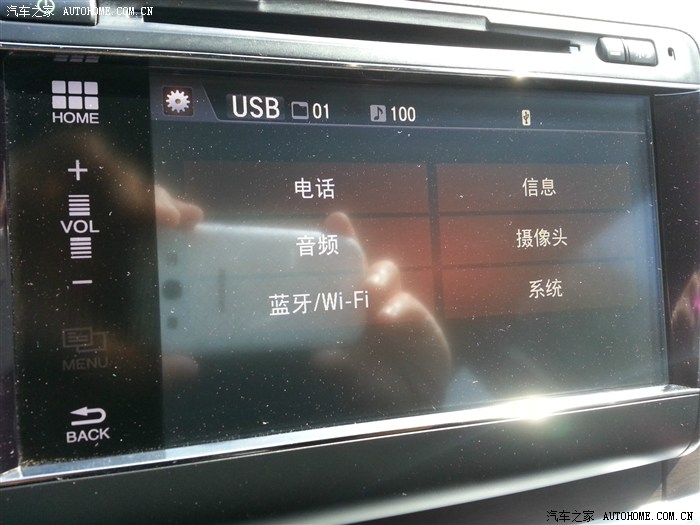 汽车之家 AUTOHOME.COM.CN
HOME
USB 01 100
+
VOL
−
MENU
BACK
电话 信息
音频 摄像头
蓝牙/Wi-Fi 系统
汽车之家 AUTOHOME.COM.CN